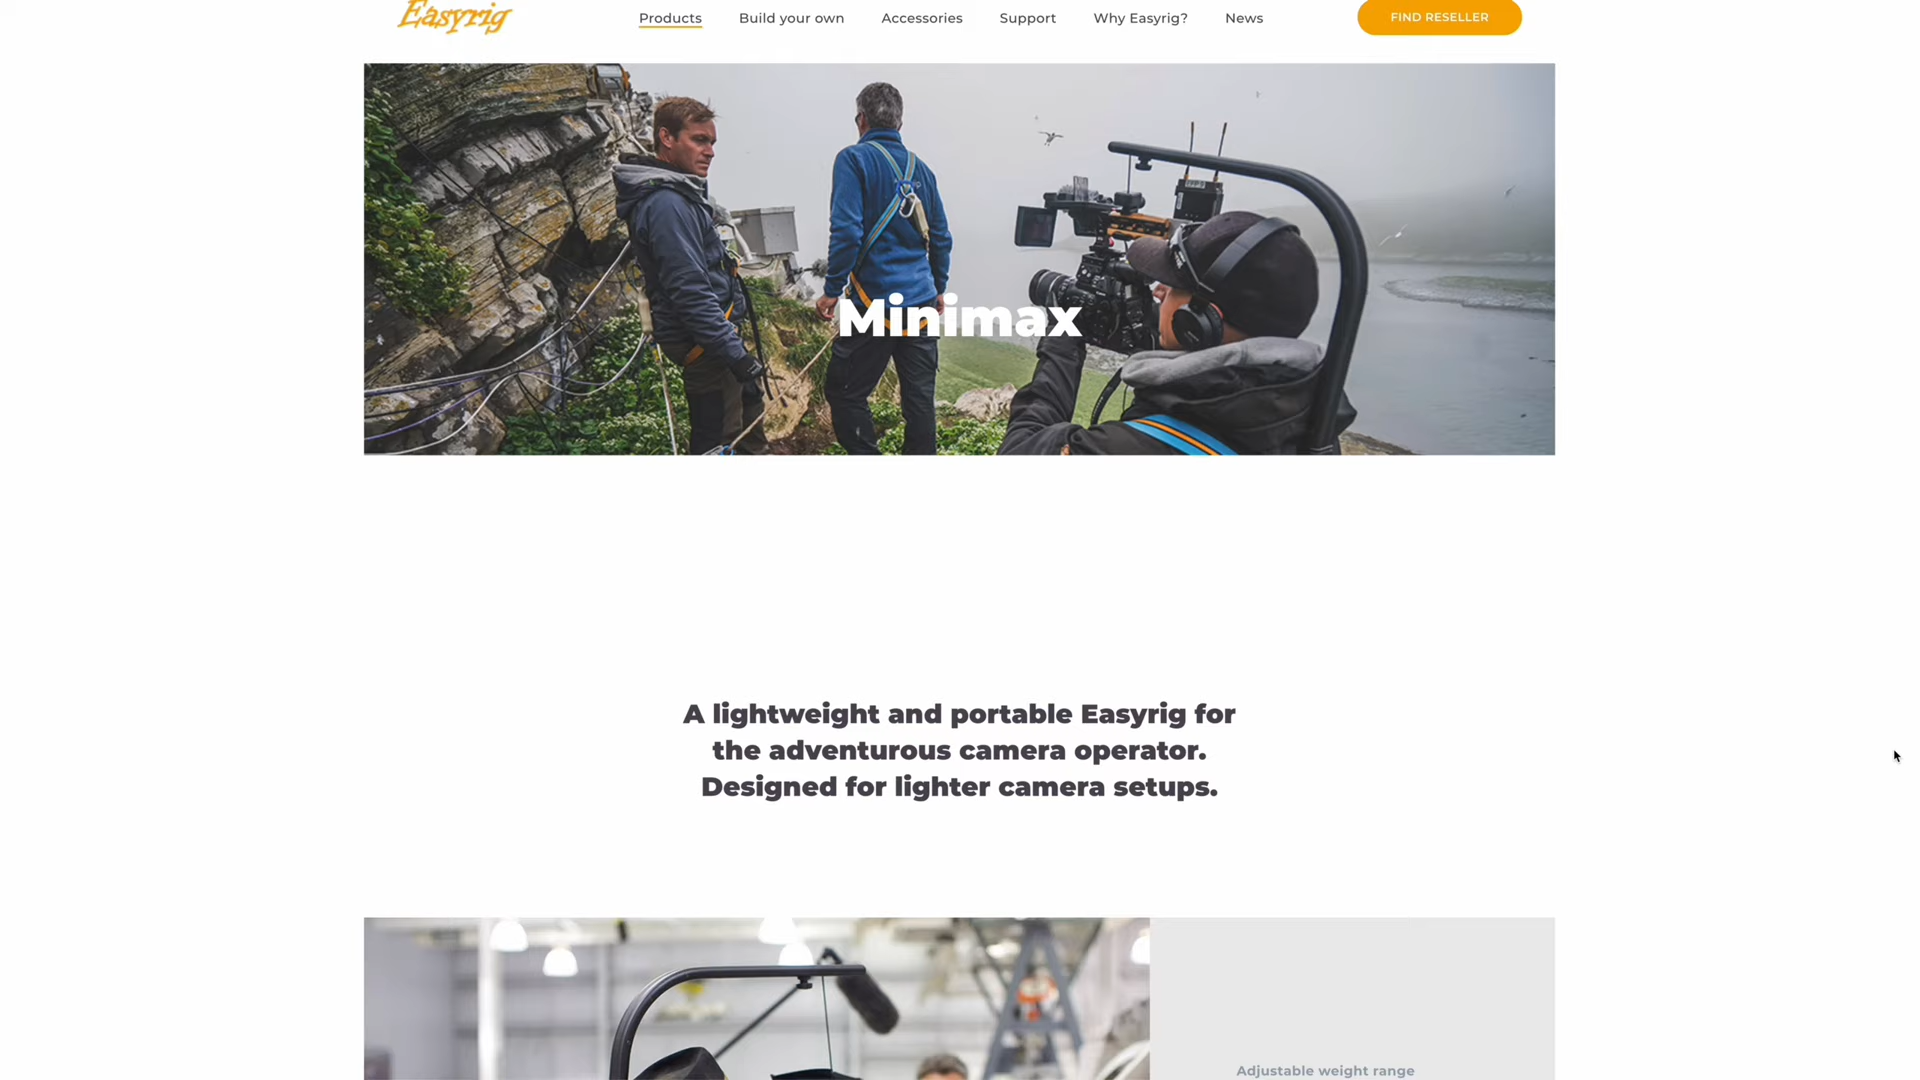 Easyrig
Products
Build your own
Accessories
Support
Why Easyrig?
News
FIND RESELLER
Minimax
A lightweight and portable Easyrig for
the adventurous camera operator.
Designed for lighter camera setups.
Adjustable weight range